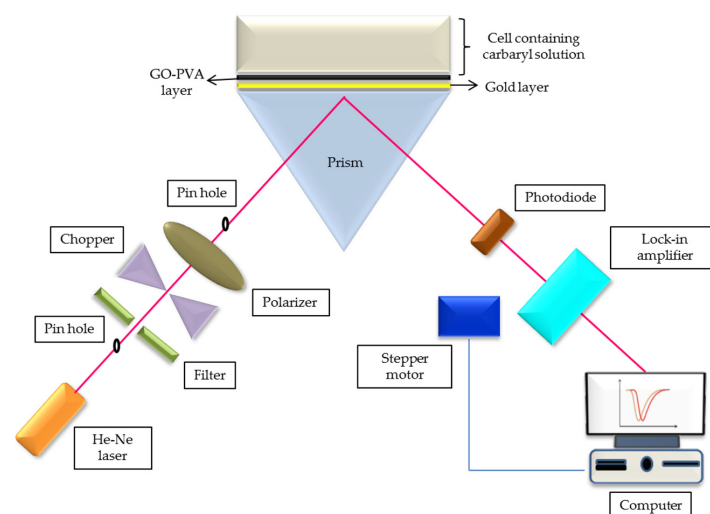 Cell containing
carbaryl solution
GO-PVA
layer
Gold layer
Prism
Pin hole
Photodiode
Chopper
Lock-in
amplifier
Polarizer
Pin hole
Stepper
motor
Filter
He-Ne
laser
Computer